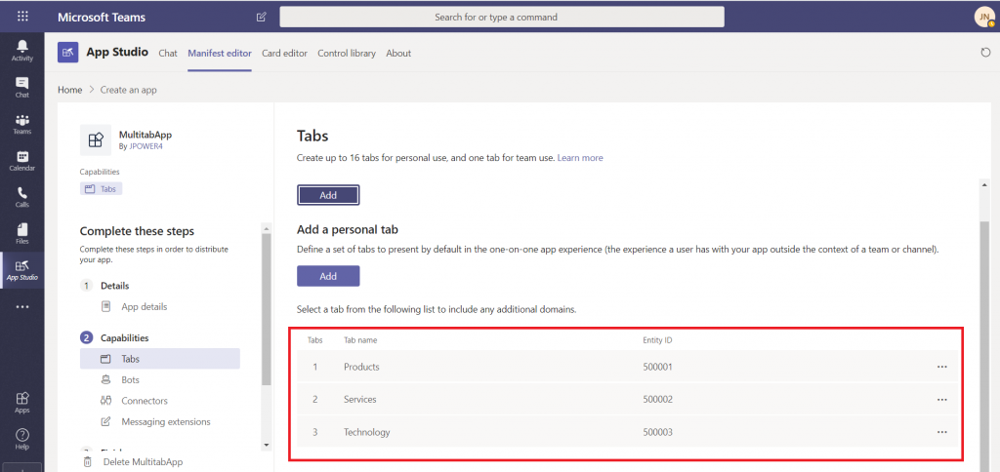 Microsoft Teams
Search for or type a command
JN
Activity
Chat
Teams
Calendar
Calls
Files
App Studio
Apps
Help
App Studio
Chat
Manifest editor
Card editor
Control library
About
Home > Create an app
MultitabApp
By JPOWER4
Capabilities
Tabs
Complete these steps
Complete these steps in order to distribute
your app.
1 Details
App details
2 Capabilities
Tabs
Bots
Connectors
Messaging extensions
Delete MultitabApp
Tabs
Create up to 16 tabs for personal use, and one tab for team use. Learn more
Add
Add a personal tab
Define a set of tabs to present by default in the one-on-one app experience (the experience a user has with your app outside the context of a team or channel).
Add
Select a tab from the following list to include any additional domains.
Tabs Tab name Entity ID
1 Products 500001
2 Services 500002
3 Technology 500003